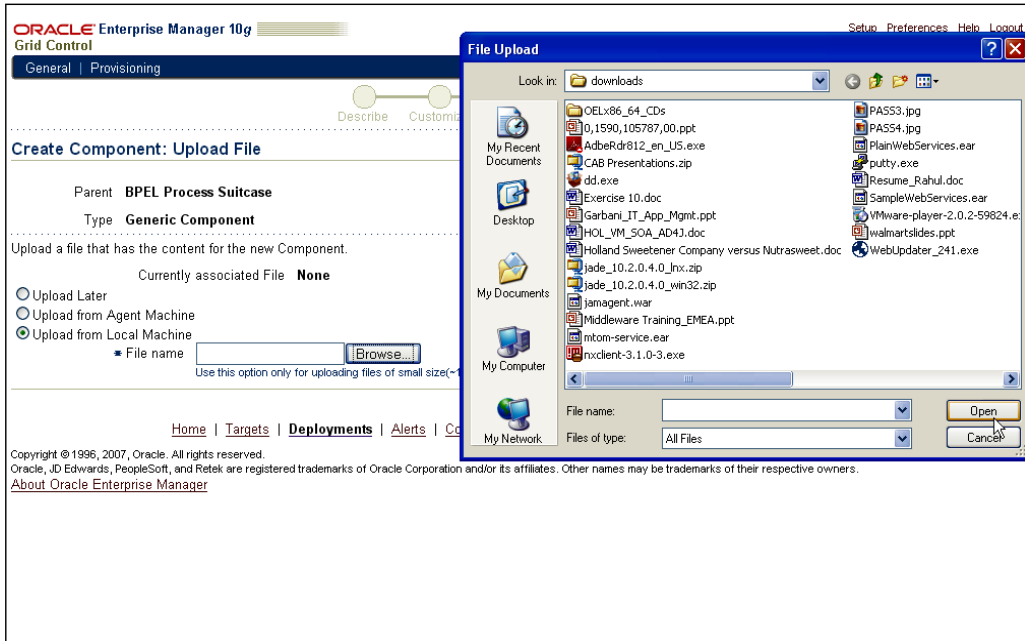 ORACLE Enterprise Manager 10g
Grid Control
Setup Preferences Help Logout
General | Provisioning
Describe
Create Component: Upload File
Parent BPEL Process Suitcase
Type Generic Component
Upload a file that has the content for the new Component.
Currently associated File None
Upload Later
Upload from Agent Machine
Upload from Local Machine
* File name
Browse...
Use this option only for uploading files of small size(~1
Home | Targets | Deployments | Alerts |
Copyright © 1996, 2007, Oracle. All rights reserved.
Oracle, JD Edwards, PeopleSoft, and Retek are registered trademarks of Oracle Corporation and/or its affiliates. Other names may be trademarks of their respective owners.
About Oracle Enterprise Manager
File Upload
Look in: downloads
My Recent Documents
Desktop
My Documents
My Computer
My Network
OELx86_64_CDs
0,1590,105787,00.ppt
AdbeRdr812_en_US.exe
CAB Presentations.zip
dd.exe
Exercise 10.doc
Garbani_IT_App_Mgmt.ppt
HOL_VM_SOA_AD4J.doc
Holland Sweetener Company versus Nutrasweet.doc
jade_10.2.0.4.0_lnx.zip
jade_10.2.0.4.0_win32.zip
jamagent.war
Middleware Training_EMEA.ppt
mtom-service.ear
nxclient-3.1.0-3.exe
PASS3.jpg
PASS4.jpg
PlainWebServices.ear
putty.exe
Resume_Rahul.doc
SampleWebServices.ear
VMware-player-2.0.2-59824.e
walmartslides.ppt
WebUpdater_241.exe
File name:
Open
Files of type: All Files
Cancel